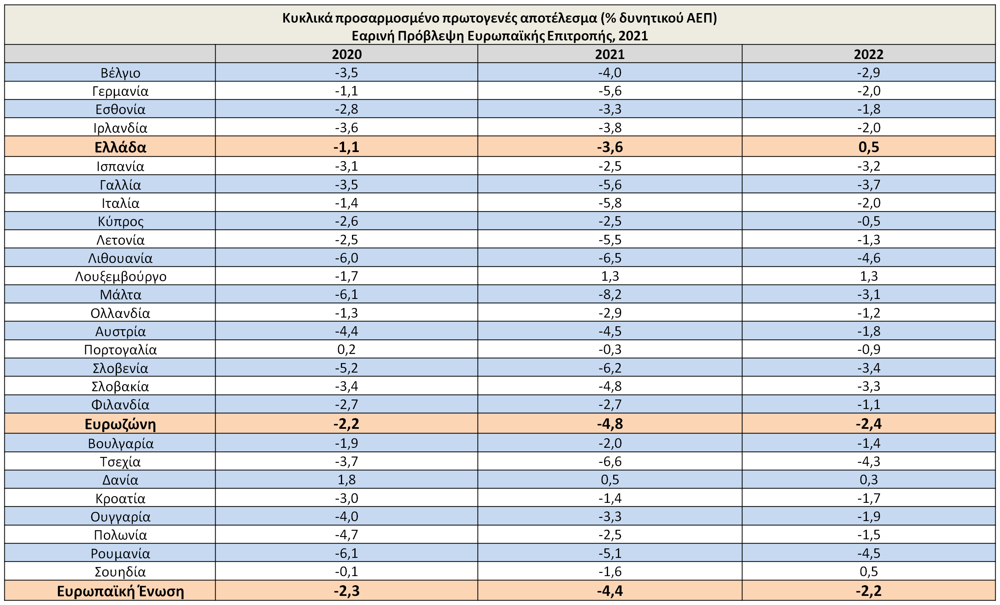 Κυκλικά προσαρμοσμένο πρωτογενές αποτέλεσμα (% δυνητικού ΑΕΠ)
Εαρινή Πρόβλεψη Ευρωπαϊκής Επιτροπής, 2021
2020 2021 2022
Βέλγιο -3,5 -4,0 -2,9
Γερμανία -1,1 -5,6 -2,0
Εσθονία -2,8 -3,3 -1,8
Ιρλανδία -3,6 -3,8 -2,0
Ελλάδα -1,1 -3,6 0,5
Ισπανία -3,1 -2,5 -3,2
Γαλλία -3,5 -5,6 -3,7
Ιταλία -1,4 -5,8 -2,0
Κύπρος -2,6 -2,5 -0,5
Λετονία -2,5 -5,5 -1,3
Λιθουανία -6,0 -6,5 -4,6
Λουξεμβούργο -1,7 1,3 1,3
Μάλτα -6,1 -8,2 -3,1
Ολλανδία -1,3 -2,9 -1,2
Αυστρία -4,4 -4,5 -1,8
Πορτογαλία 0,2 -0,3 -0,9
Σλοβενία -5,2 -6,2 -3,4
Σλοβακία -3,4 -4,8 -3,3
Φιλανδία -2,7 -2,7 -1,1
Ευρωζώνη -2,2 -4,8 -2,4
Βουλγαρία -1,9 -2,0 -1,4
Τσεχία -3,7 -6,6 -4,3
Δανία 1,8 0,5 0,3
Κροατία -3,0 -1,4 -1,7
Ουγγαρία -4,0 -3,3 -1,9
Πολωνία -4,7 -2,5 -1,5
Ρουμανία -6,1 -5,1 -4,5
Σουηδία -0,1 -1,6 0,5
Ευρωπαϊκή Ένωση -2,3 -4,4 -2,2